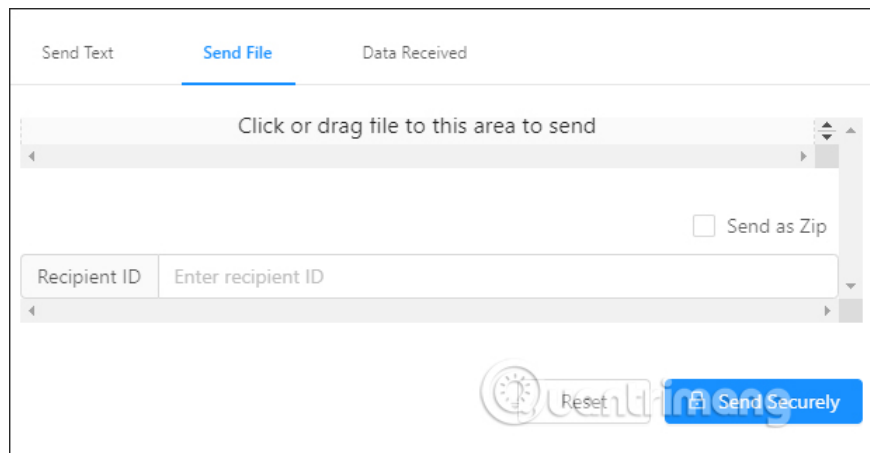 Send Text Send File Data Received
Click or drag file to this area to send
Send as Zip
Recipient ID Enter recipient ID
Reset Send Securely
Quantrimang